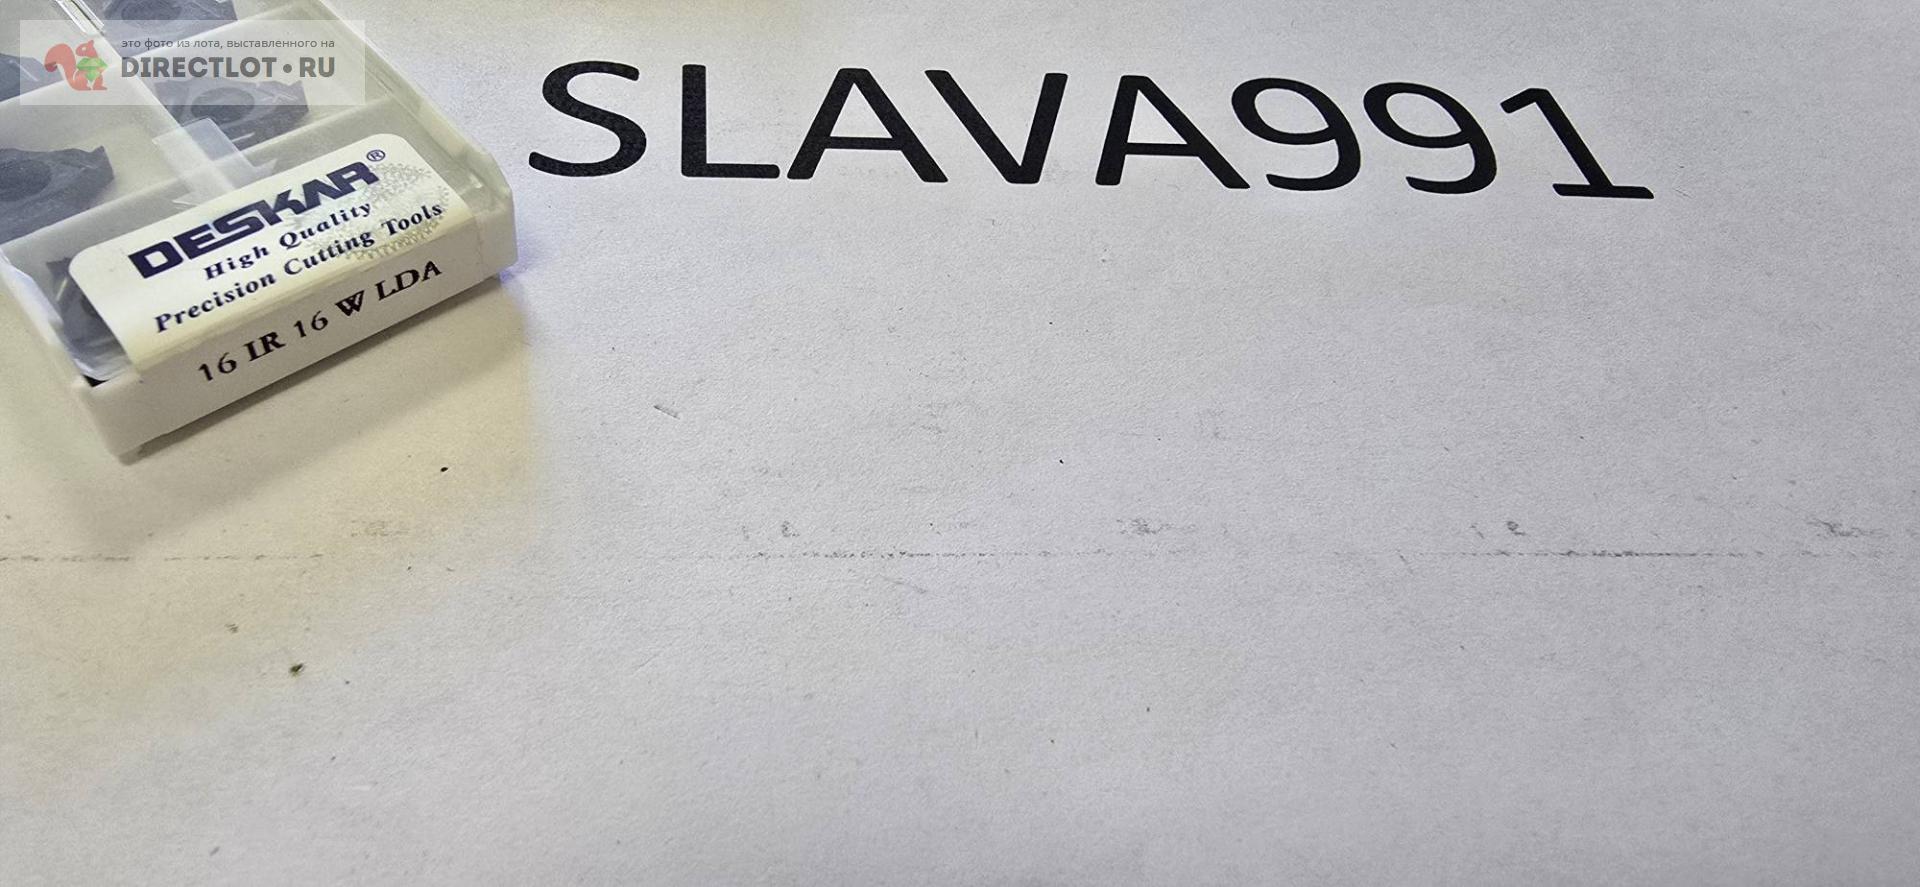 это фото из лота, выставленного на
DIRECTLOT•RU
SLAVA991
DESKAR®
High Quality
Precision Cutting Tools
16 IR 16 W LDA